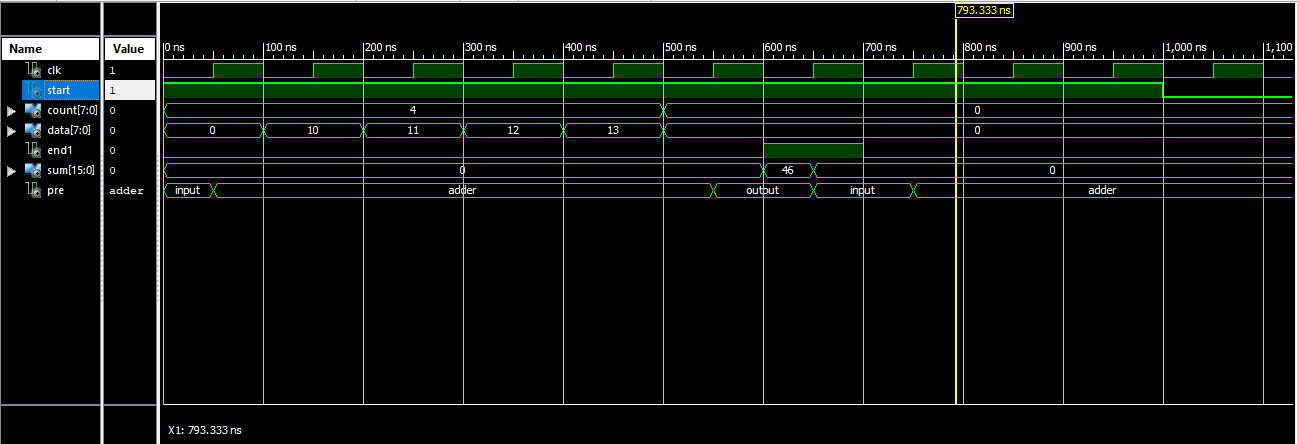 793.333 ns
Name Value 0 ns 100 ns 200 ns 300 ns 400 ns 500 ns 600 ns 700 ns 800 ns 900 ns 1,000 ns 1,100
clk 1
start 1
count[7:0] 0 4 0
data[7:0] 0 0 10 11 12 13 0
end1 0
sum[15:0] 0 0 46 0
pre adder input adder output input adder
X1: 793.333 ns